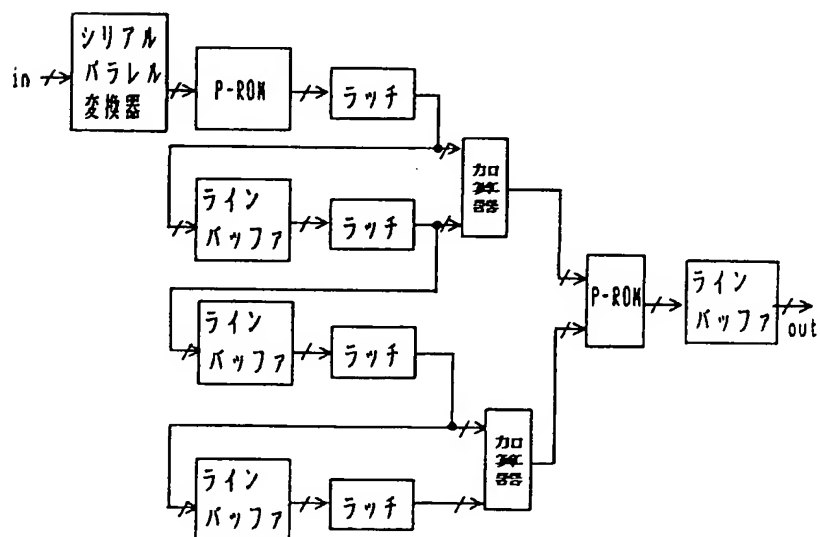 in
シリアル
パラレル
変換器
P-ROM
ラッチ
加算器
ライン
バッファ
ラッチ
P-ROM
ライン
バッファ
out
ライン
バッファ
ラッチ
加算器
ライン
バッファ
ラッチ